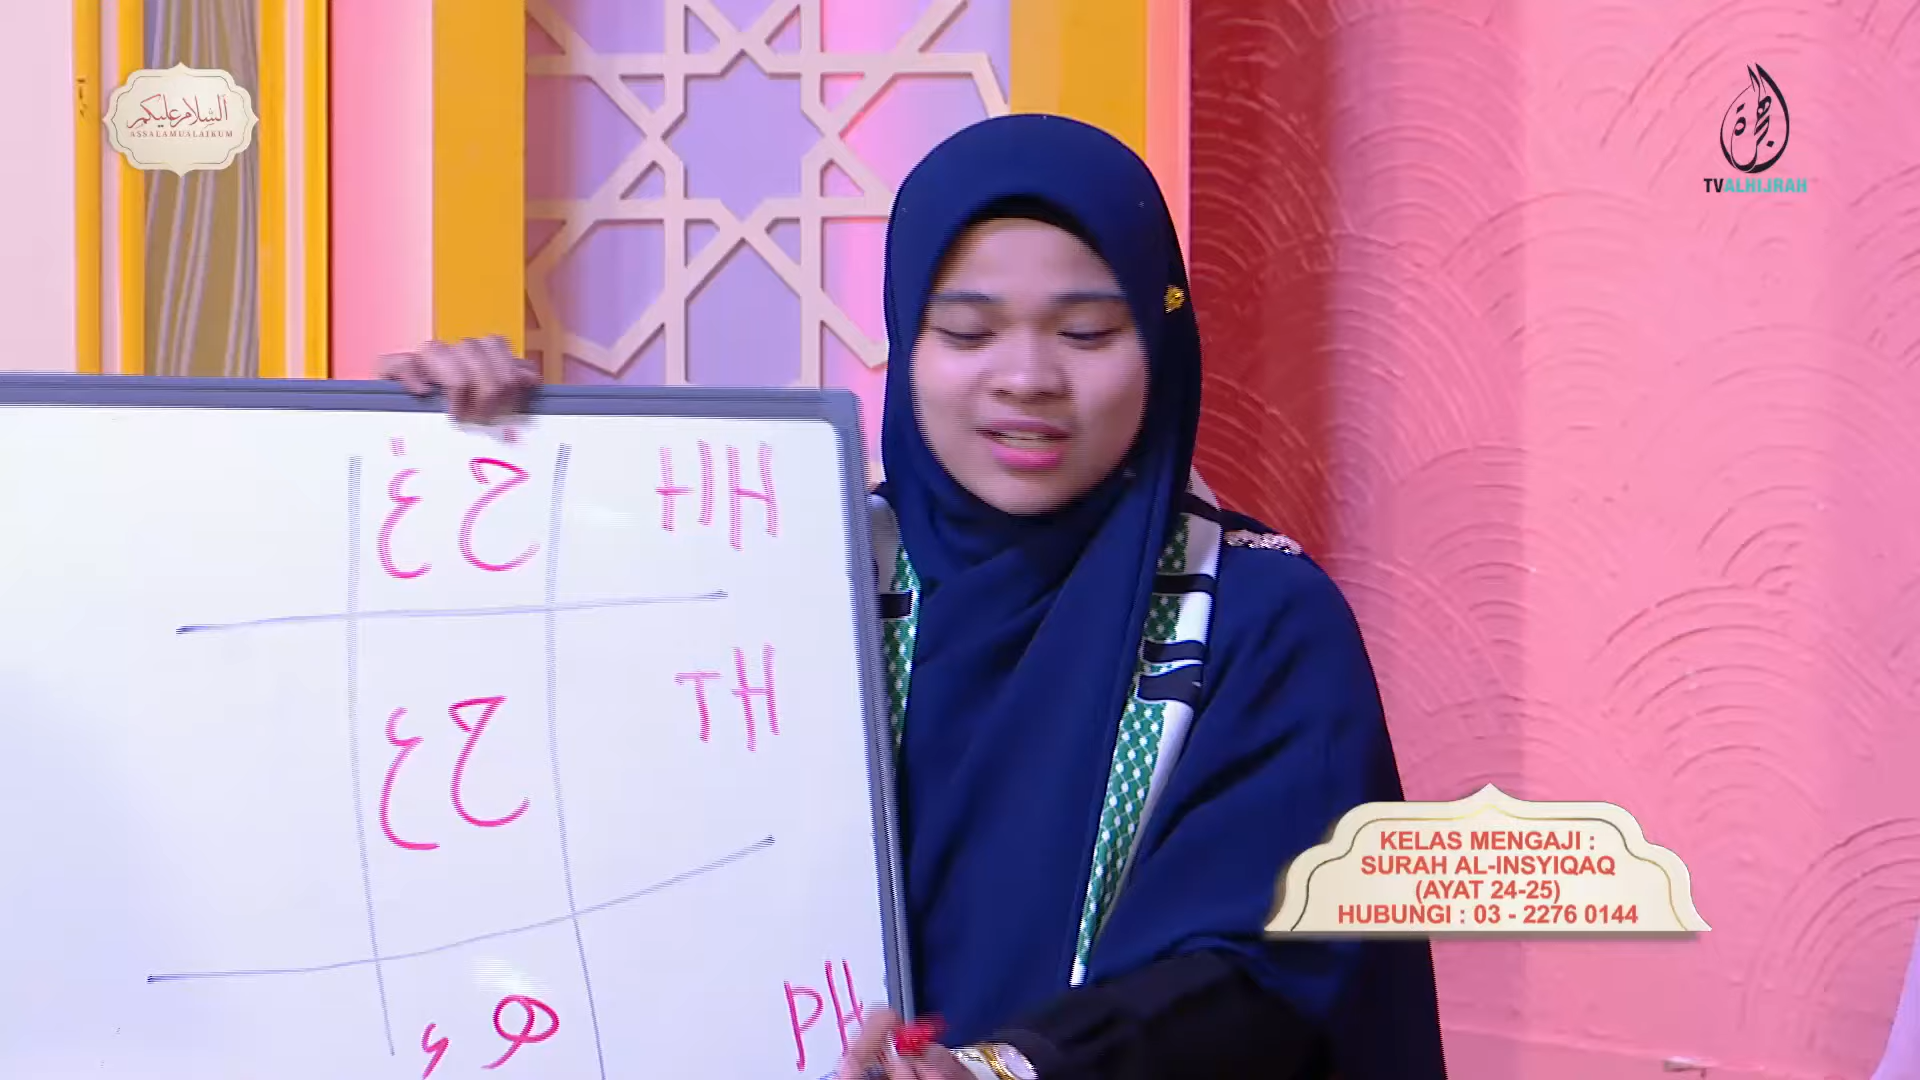 السلام عليكم
ASSALAMUALAIKUM
هجرة
TVALHIJRAH
HH خ غ
TH ح ع
PH ه ء
KELAS MENGAJI :
SURAH AL-INSYIQAQ
(AYAT 24-25)
HUBUNGI : 03 - 2276 0144